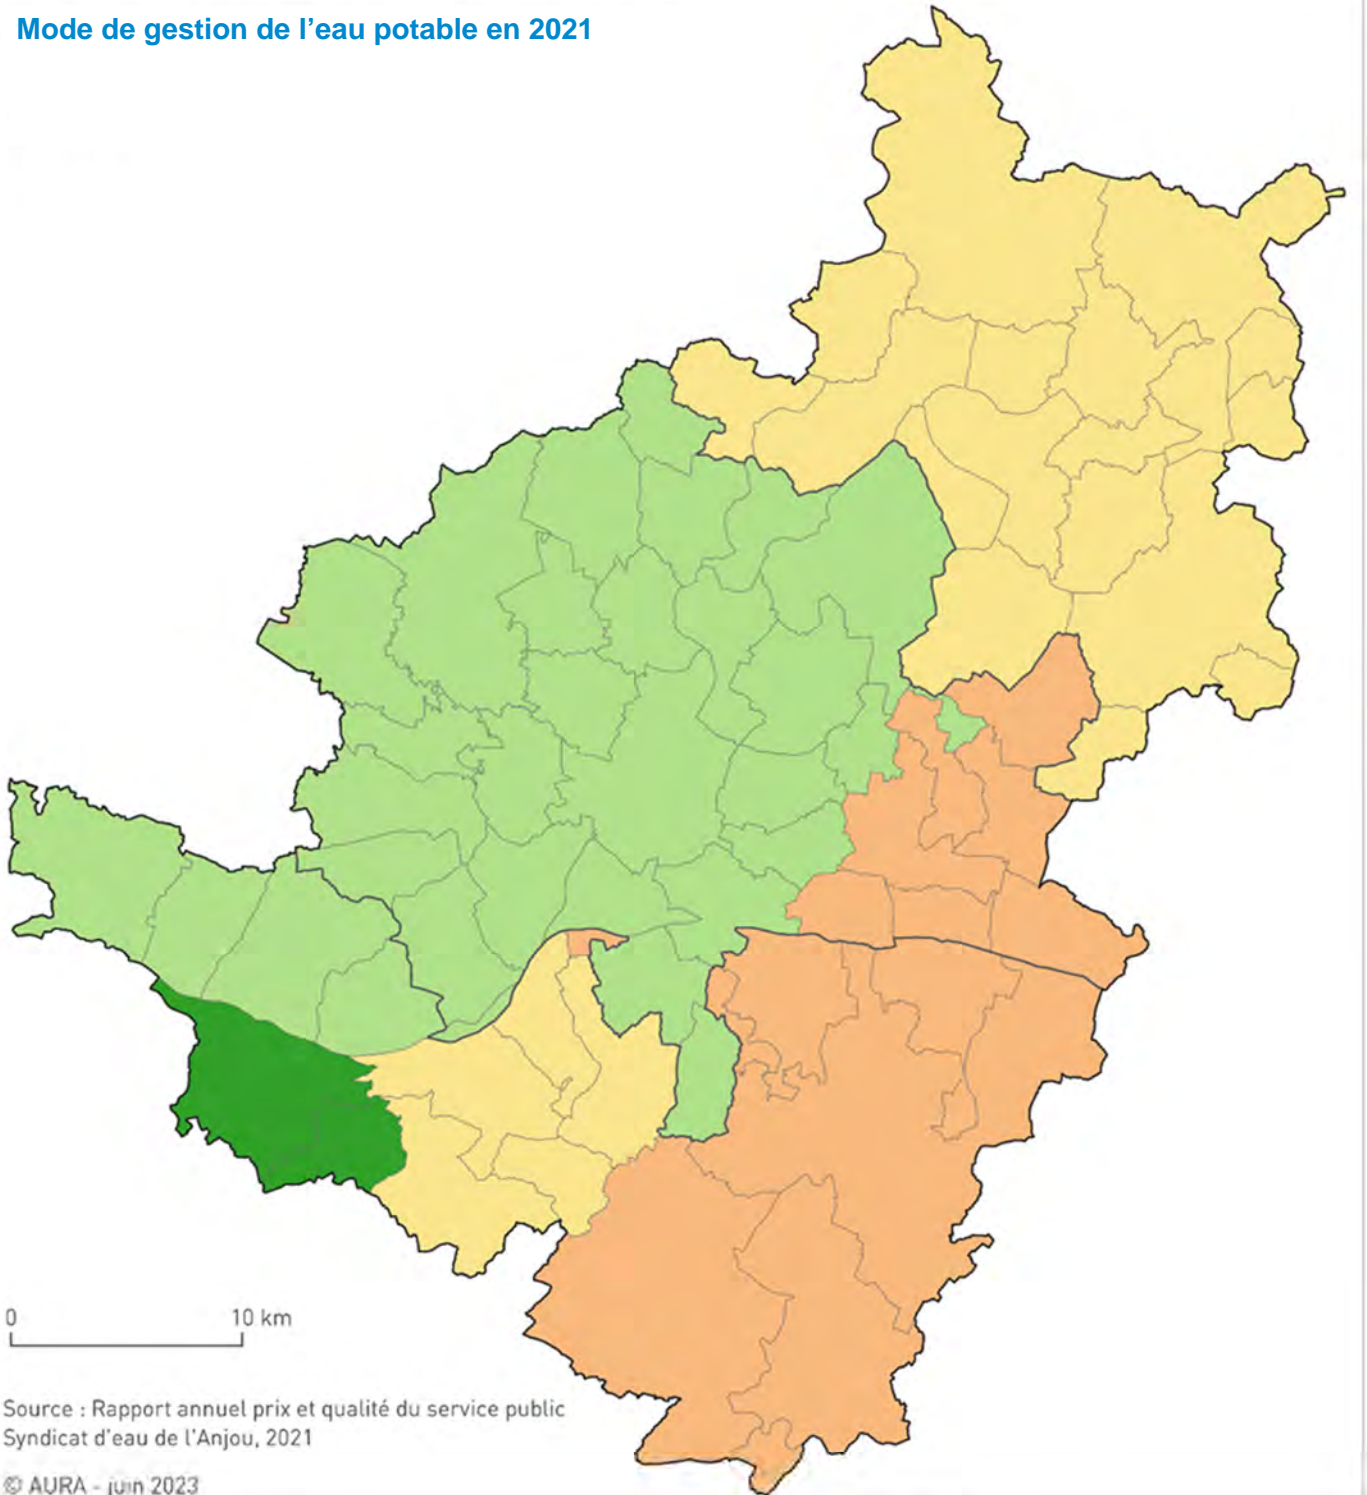 Mode de gestion de l’eau potable en 2021
0 10 km
Source : Rapport annuel prix et qualité du service public
Syndicat d'eau de l'Anjou, 2021
© AURA - juin 2023